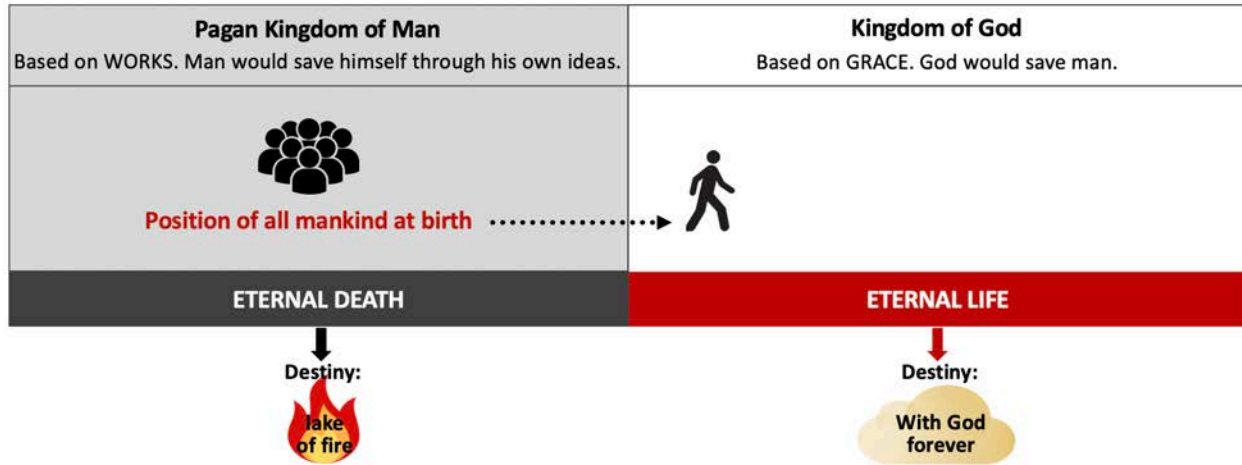 Pagan Kingdom of Man
Based on WORKS. Man would save himself through his own ideas.
Kingdom of God
Based on GRACE. God would save man.
Position of all mankind at birth
ETERNAL DEATH
ETERNAL LIFE
Destiny:
lake
of fire
Destiny:
With God
forever